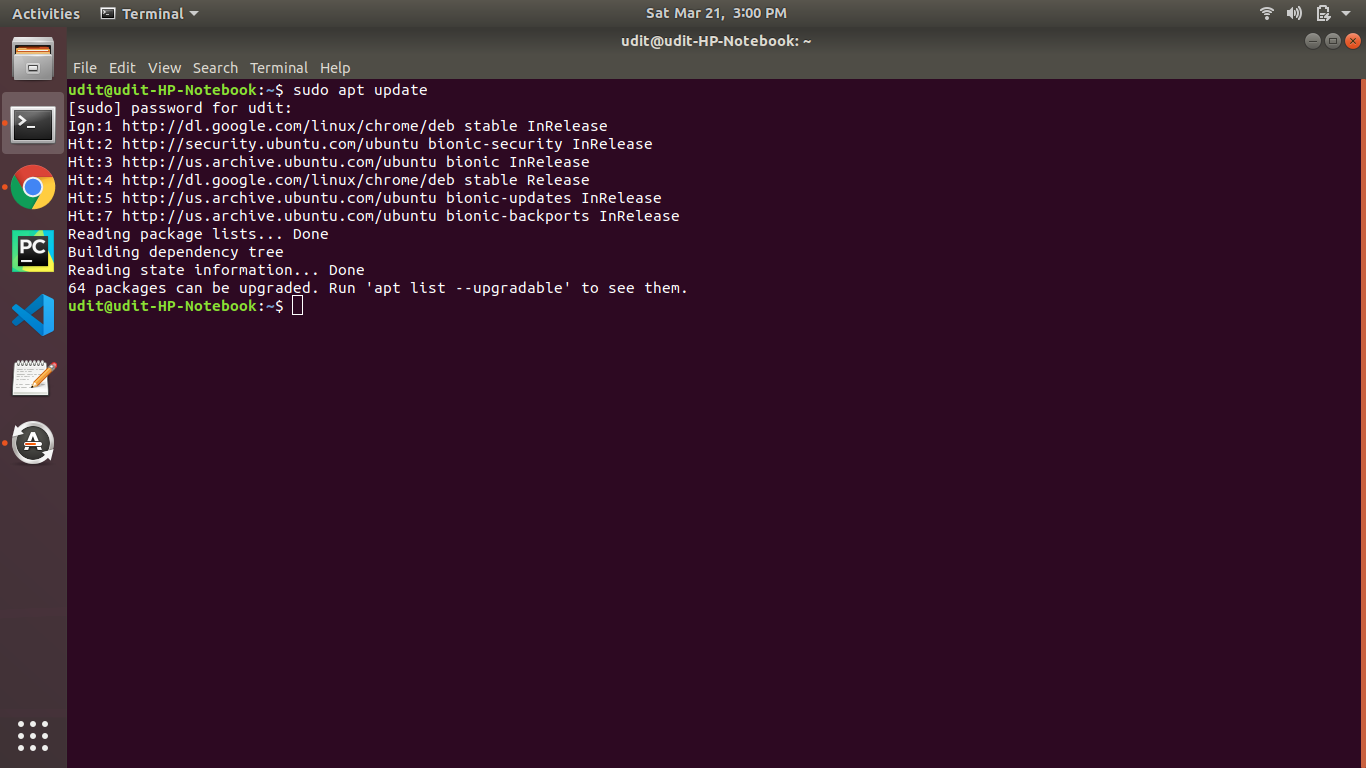 Activities Terminal Sat Mar 21, 3:00 PM
udit@udit-HP-Notebook: ~
File Edit View Search Terminal Help
udit@udit-HP-Notebook:~$ sudo apt update
[sudo] password for udit:
Ign:1 http://dl.google.com/linux/chrome/deb stable InRelease
Hit:2 http://security.ubuntu.com/ubuntu bionic-security InRelease
Hit:3 http://us.archive.ubuntu.com/ubuntu bionic InRelease
Hit:4 http://dl.google.com/linux/chrome/deb stable Release
Hit:5 http://us.archive.ubuntu.com/ubuntu bionic-updates InRelease
Hit:7 http://us.archive.ubuntu.com/ubuntu bionic-backports InRelease
Reading package lists... Done
Building dependency tree
Reading state information... Done
64 packages can be upgraded. Run 'apt list --upgradable' to see them.
udit@udit-HP-Notebook:~$
PC
A